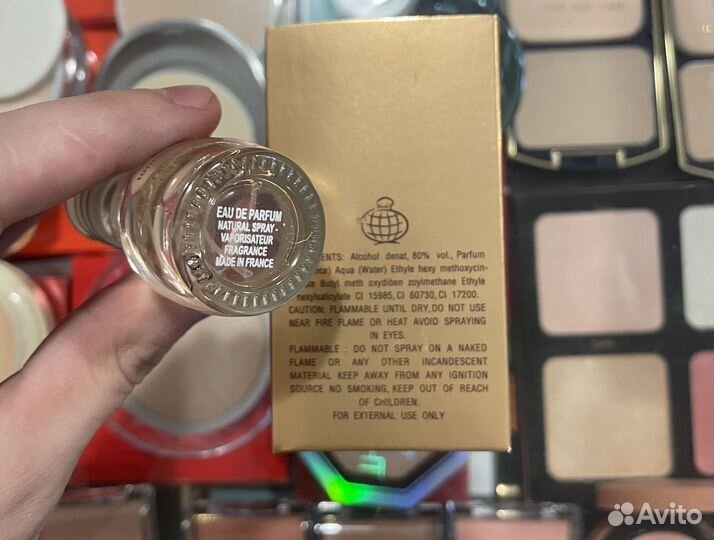 EAU DE PARFUM
NATURAL SPRAY -
VAPORISATEUR
FRAGRANCE
MADE IN FRANCE
ENTS: Alcohol denat, 80% vol., Parfum
nce) Aqua (Water) Ethyle hexy methoxycin-
ate Butyl meth oxydiben zoylmethane Ethyle
nexylsalicylate CI 15985, CI 60730, CI 17200.
CAUTION: FLAMMABLE UNTIL DRY, DO NOT USE
NEAR FIRE FLAME OR HEAT AVOID SPRAYING
IN EYES.
FLAMMABLE : DO NOT SPRAY ON A NAKED
FLAME OR ANY OTHER INCANDESCENT
MATERIAL KEEP AWAY FROM ANY IGNITION
SOURCE NO SMOKING, KEEP OUT OF REACH
OF CHILDREN.
FOR EXTERNAL USE ONLY
Avito